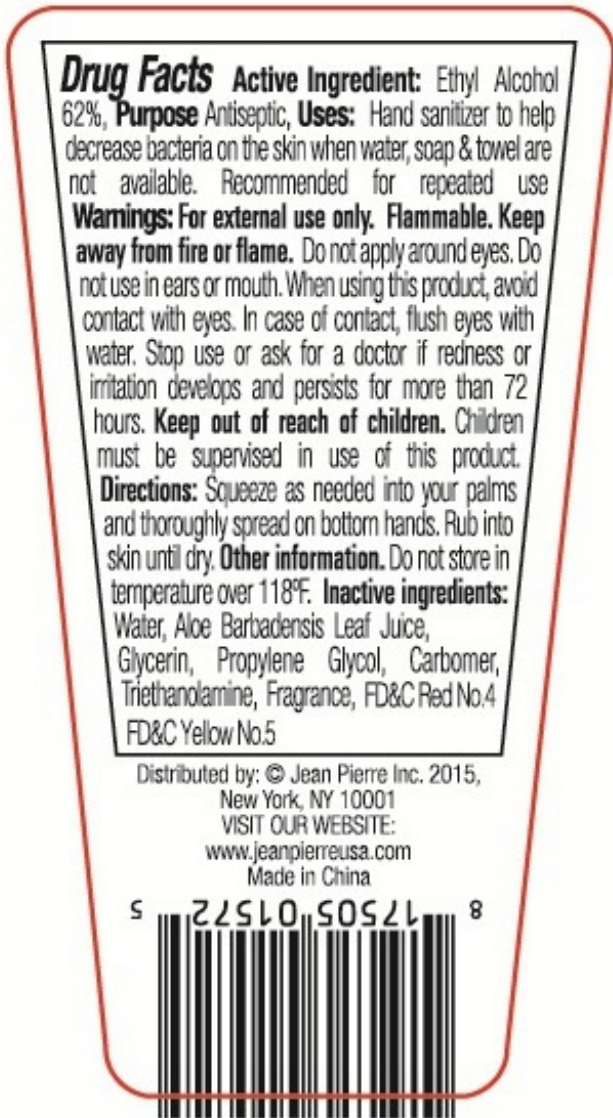 Drug Facts Active Ingredient: Ethyl Alcohol
62%, Purpose Antiseptic, Uses: Hand sanitizer to help
decrease bacteria on the skin when water, soap & towel are
not available. Recommended for repeated use
Warnings: For external use only. Flammable. Keep
away from fire or flame. Do not apply around eyes. Do
not use in ears or mouth. When using this product, avoid
contact with eyes. In case of contact, flush eyes with
water. Stop use or ask for a doctor if redness or
irritation develops and persists for more than 72
hours. Keep out of reach of children. Children
must be supervised in use of this product.
Directions: Squeeze as needed into your palms
and thoroughly spread on bottom hands. Rub into
skin until dry. Other information. Do not store in
temperature over 118ºF. Inactive ingredients:
Water, Aloe Barbadensis Leaf Juice,
Glycerin, Propylene Glycol, Carbomer,
Triethanolamine, Fragrance, FD&C Red No.4
FD&C Yellow No.5
Distributed by: © Jean Pierre Inc. 2015,
New York, NY 10001
VISIT OUR WEBSITE:
www.jeanpierreusa.com
Made in China
8 17505 01572 5